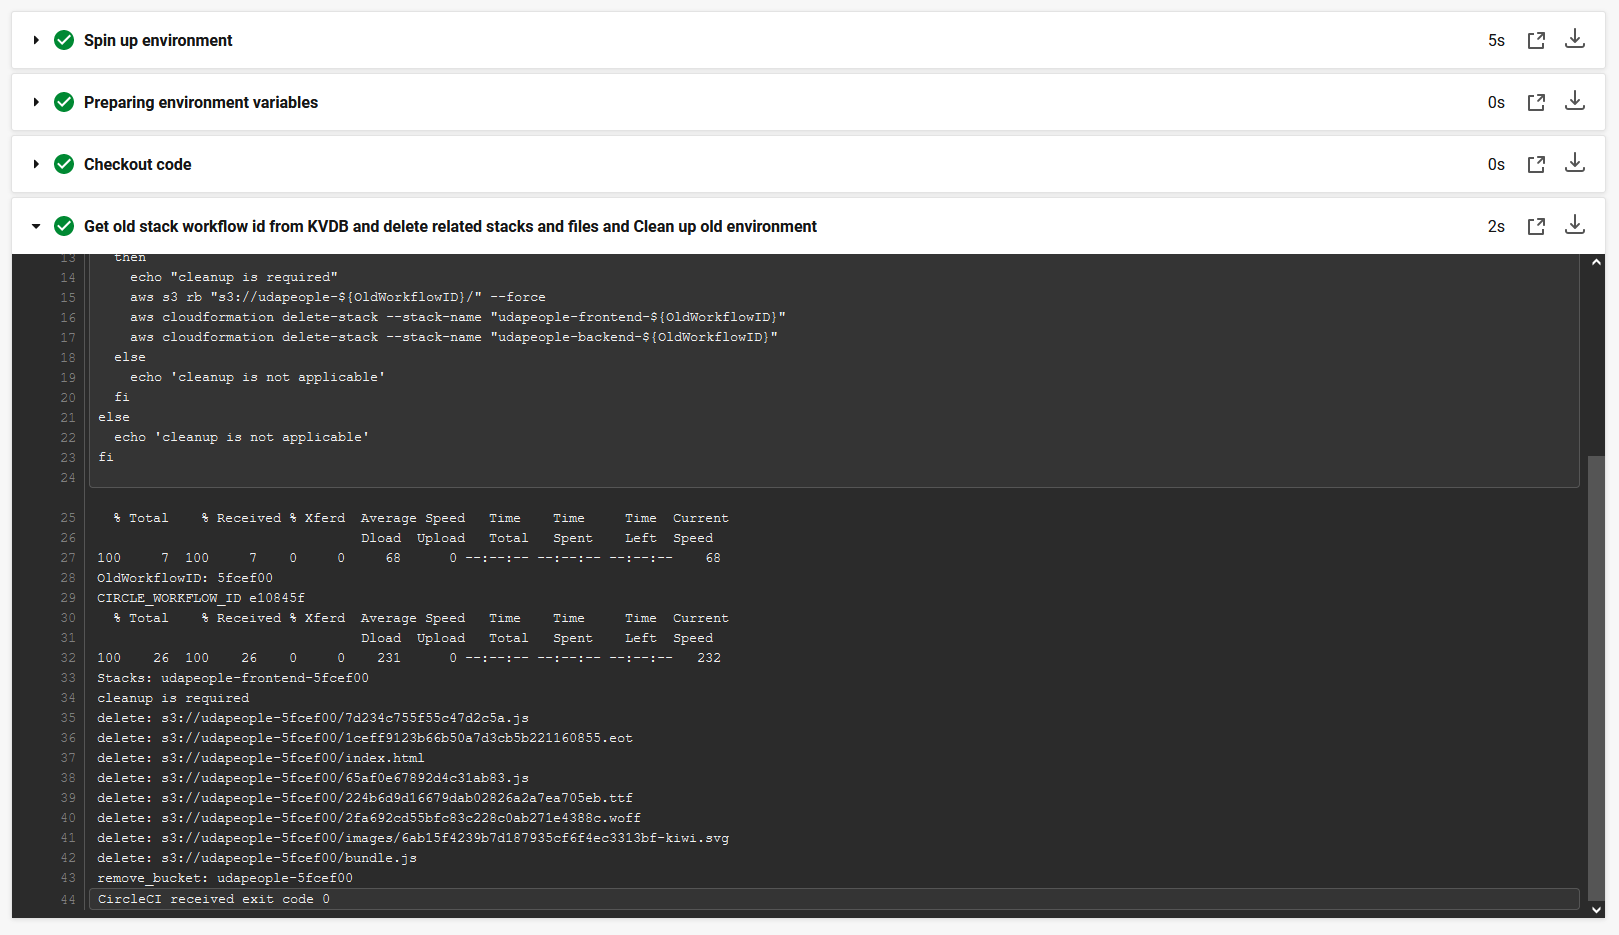 Spin up environment 5s
Preparing environment variables 0s
Checkout code 0s
Get old stack workflow id from KVDB and delete related stacks and files and Clean up old environment 2s
13 then
14 echo "cleanup is required"
15 aws s3 rb "s3://udapeople-${OldWorkflowID}/" --force
16 aws cloudformation delete-stack --stack-name "udapeople-frontend-${OldWorkflowID}"
17 aws cloudformation delete-stack --stack-name "udapeople-backend-${OldWorkflowID}"
18 else
19 echo 'cleanup is not applicable'
20 fi
21 else
22 echo 'cleanup is not applicable'
23 fi
24
25 % Total % Received % Xferd Average Speed Time Time Time Current
26 Dload Upload Total Spent Left Speed
27 100 7 100 7 0 0 68 0 --:--:-- --:--:-- --:--:-- 68
28 OldWorkflowID: 5fcef00
29 CIRCLE_WORKFLOW_ID e10845f
30 % Total % Received % Xferd Average Speed Time Time Time Current
31 Dload Upload Total Spent Left Speed
32 100 26 100 26 0 0 231 0 --:--:-- --:--:-- --:--:-- 232
33 Stacks: udapeople-frontend-5fcef00
34 cleanup is required
35 delete: s3://udapeople-5fcef00/7d234c755f55c47d2c5a.js
36 delete: s3://udapeople-5fcef00/1ceff9123b66b50a7d3cb5b221160855.eot
37 delete: s3://udapeople-5fcef00/index.html
38 delete: s3://udapeople-5fcef00/65af0e67892d4c31ab83.js
39 delete: s3://udapeople-5fcef00/224b6d9d16679dab02826a2a7ea705eb.ttf
40 delete: s3://udapeople-5fcef00/2fa692cd55bfc83c228c0ab271e4388c.woff
41 delete: s3://udapeople-5fcef00/images/6ab15f4239b7d187935cf6f4ec3313bf-kiwi.svg
42 delete: s3://udapeople-5fcef00/bundle.js
43 remove_bucket: udapeople-5fcef00
44 CircleCI received exit code 0